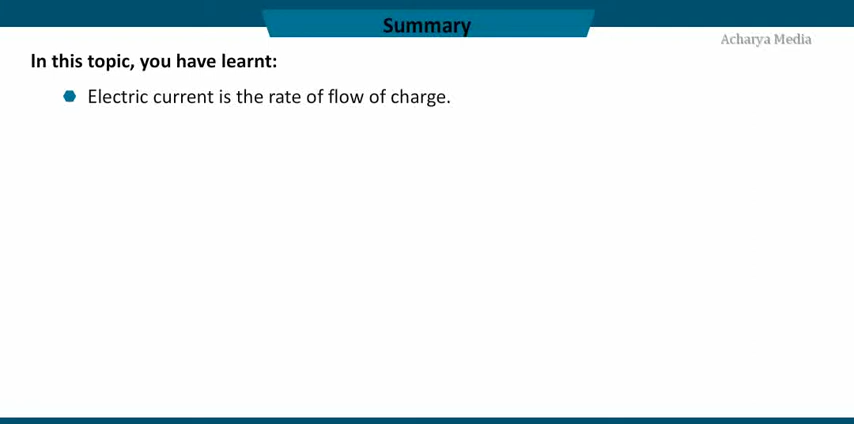 Summary
Acharya Media
In this topic, you have learnt:
Electric current is the rate of flow of charge.